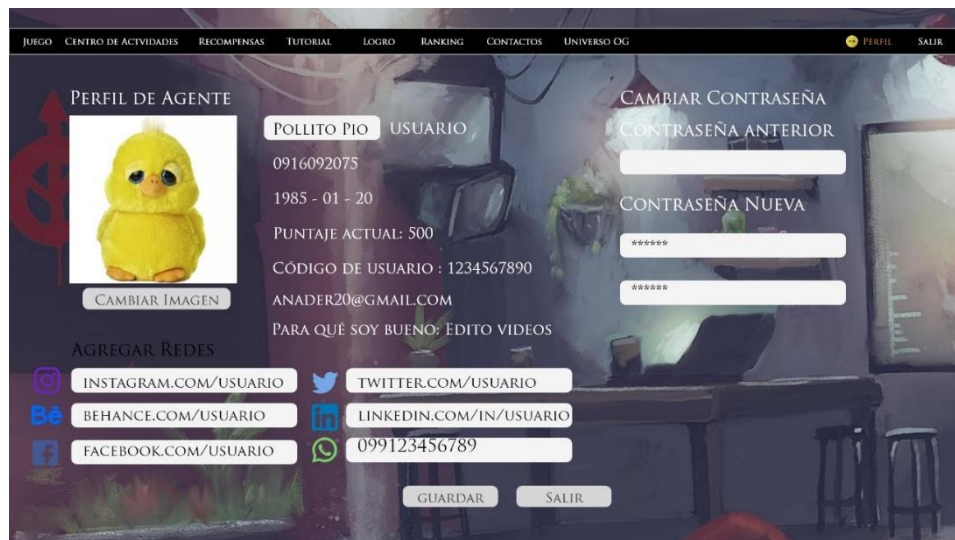 JUEGO CENTRO DE ACTVIDADES RECOMPENSAS TUTORIAL LOGRO RANKING CONTACTOS UNIVERSO OG PERFIL SALIR
PERFIL DE AGENTE
POLLITO PIO USUARIO
0916092075
1985 - 01 - 20
PUNTAJE ACTUAL: 500
CÓDIGO DE USUARIO : 1234567890
ANADER20@GMAIL.COM
PARA QUÉ SOY BUENO: EDITO VIDEOS
CAMBIAR IMAGEN
CAMBIAR CONTRASEÑA
CONTRASEÑA ANTERIOR
CONTRASEÑA NUEVA
******
******
AGREGAR REDES
INSTAGRAM.COM/USUARIO
TWITTER.COM/USUARIO
Bē BEHANCE.COM/USUARIO
in LINKEDIN.COM/IN/USUARIO
f FACEBOOK.COM/USUARIO
099123456789
GUARDAR SALIR